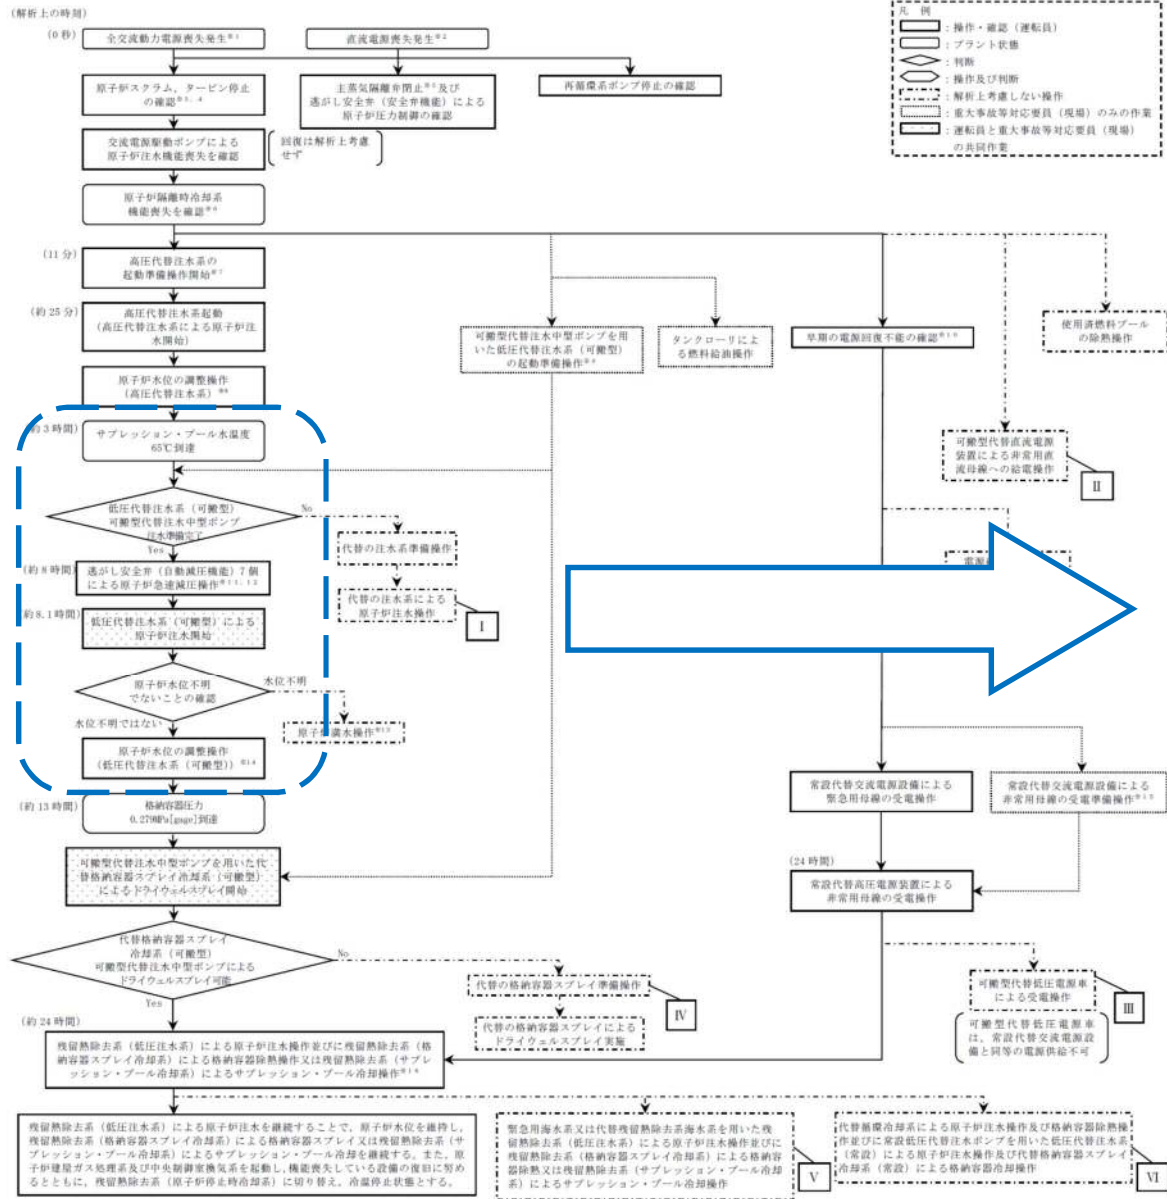 (解析上の時刻)
(0秒)
全交流動力電源喪失発生※1
直流電源喪失発生※2
原子炉スクラム，タービン停止
の確認※3，4
主蒸気隔離弁閉止※5及び
逃がし安全弁（安全弁機能）による
原子炉圧力制御の確認
再循環系ポンプ停止の確認
交流電源駆動ポンプによる
原子炉注水機能喪失を確認
回復は解析上考慮
せず
原子炉隔離時冷却系
機能喪失を確認※6
凡 例
：操作・確認（運転員）
：プラント状態
：判断
：操作及び判断
：解析上考慮しない操作
：重大事故等対応要員（現場）のみの作業
：運転員と重大事故等対応要員（現場）
の共同作業
(11分)
高圧代替注水系の
起動準備操作開始※7
(約25分)
高圧代替注水系起動
(高圧代替注水系による原子炉注
水開始)
原子炉水位の調整操作
(高圧代替注水系)※8
可搬型代替注水中型ポンプを用
いた低圧代替注水系（可搬型）
の起動準備操作※9
タンクローリによ
る燃料給油操作
早期の電源回復不能の確認※10
使用済燃料プール
の除熱操作
約3時間)
サプレッション・プール水温度
65℃到達
可搬型代替直流電源
装置による非常用直
流母線への給電操作
Ⅱ
低圧代替注水系（可搬型）
可搬型代替注水中型ポンプ
注水準備完了
No
Yes
代替の注水系準備操作
代替の注水系による
原子炉注水操作
Ⅰ
(約8時間)
逃がし安全弁（自動減圧機能）7個
による原子炉急速減圧操作※11，12
約8.1時間)
低圧代替注水系（可搬型）による
原子炉注水開始
原子炉水位不明
でないことの確認
水位不明
水位不明ではない
原子炉満水操作※13
原子炉水位の調整操作
(低圧代替注水系（可搬型）)※14
(約13時間)
格納容器圧力
0.279MPa[gage]到達
常設代替交流電源設備による
緊急用母線の受電操作
常設代替交流電源設備による
非常用母線の受電準備操作※15
可搬型代替注水中型ポンプを用いた代
替格納容器スプレイ冷却系（可搬型）
によるドライウェルスプレイ開始
(24時間)
常設代替高圧電源装置による
非常用母線の受電操作
代替格納容器スプレイ
冷却系（可搬型）
可搬型代替注水中型ポンプによる
ドライウェルスプレイ可能
No
Yes
代替の格納容器スプレイ準備操作
代替の格納容器スプレイによる
ドライウェルスプレイ実施
Ⅳ
可搬型代替低圧電源車
による受電操作
Ⅲ
可搬型代替低圧電源車
は，常設代替交流電源設
備と同等の電源供給不可
(約24時間)
残留熱除去系（低圧注水系）による原子炉注水操作並びに残留熱除去系（格
納容器スプレイ冷却系）による格納容器除熱操作又は残留熱除去系（サプレ
ッション・プール冷却系）によるサプレッション・プール冷却操作※16
残留熱除去系（低圧注水系）による原子炉注水を継続することで，原子炉水位を維持し，
残留熱除去系（格納容器スプレイ冷却系）による格納容器スプレイ又は残留熱除去系（サ
プレッション・プール冷却系）によるサプレッション・プール冷却を継続する。また，原
子炉建屋ガス処理系及び中央制御室換気系を起動し，機能喪失している設備の復旧に努め
るとともに，残留熱除去系（原子炉停止時冷却系）に切り替え，冷温停止状態とする。
緊急用海水系又は代替残留熱除去系海水系を用いた残
留熱除去系（低圧注水系）による原子炉注水操作並びに
残留熱除去系（格納容器スプレイ冷却系）による格納
容器除熱又は残留熱除去系（サプレッション・プール冷却
系）によるサプレッション・プール冷却操作
Ⅴ
代替循環冷却系による原子炉注水操作及び格納容器除熱操
作並びに常設低圧代替注水系ポンプを用いた低圧代替注水系
（常設）による原子炉注水操作及び代替格納容器スプレイ
冷却系（常設）による格納容器冷却操作
Ⅵ